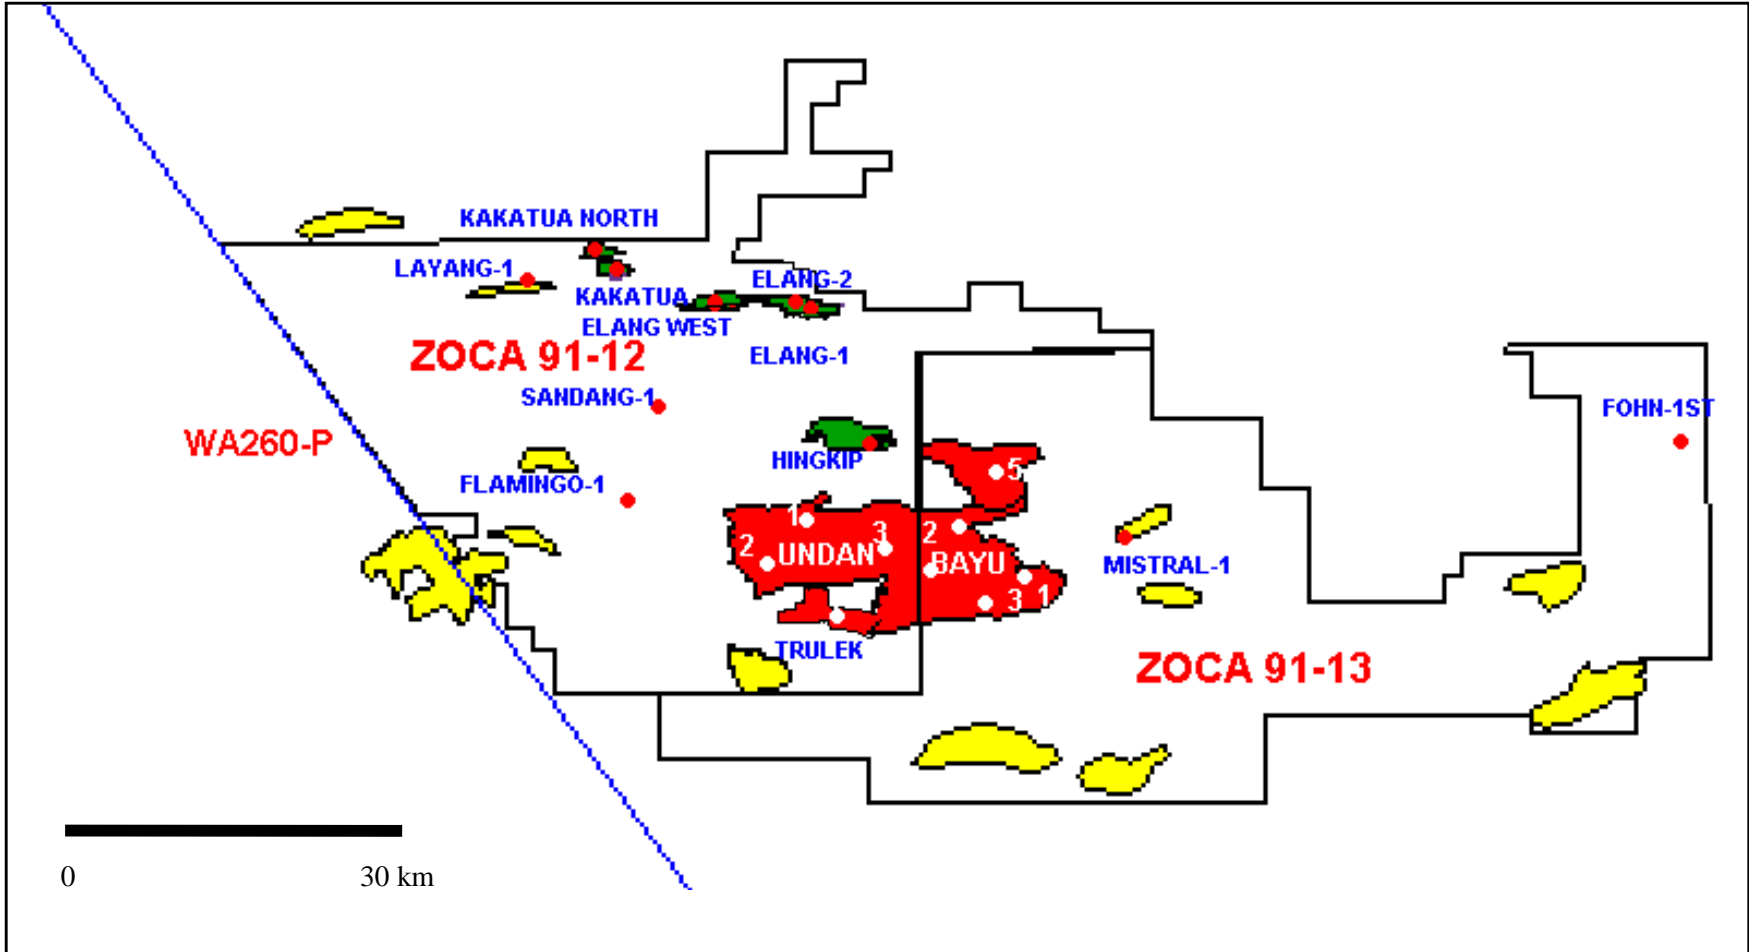 KAKATUA NORTH
LAYANG-1
ELANG-2
KAKATUA
ELANG WEST
ZOCA 91-12
ELANG-1
SANDANG-1
FOHN-1ST
WA260-P
HINGKIP
5
FLAMINGO-1
1
2
UNDAN
3
2
BAYU
MISTRAL-1
3
1
1
TRULEK
ZOCA 91-13
0
30 km